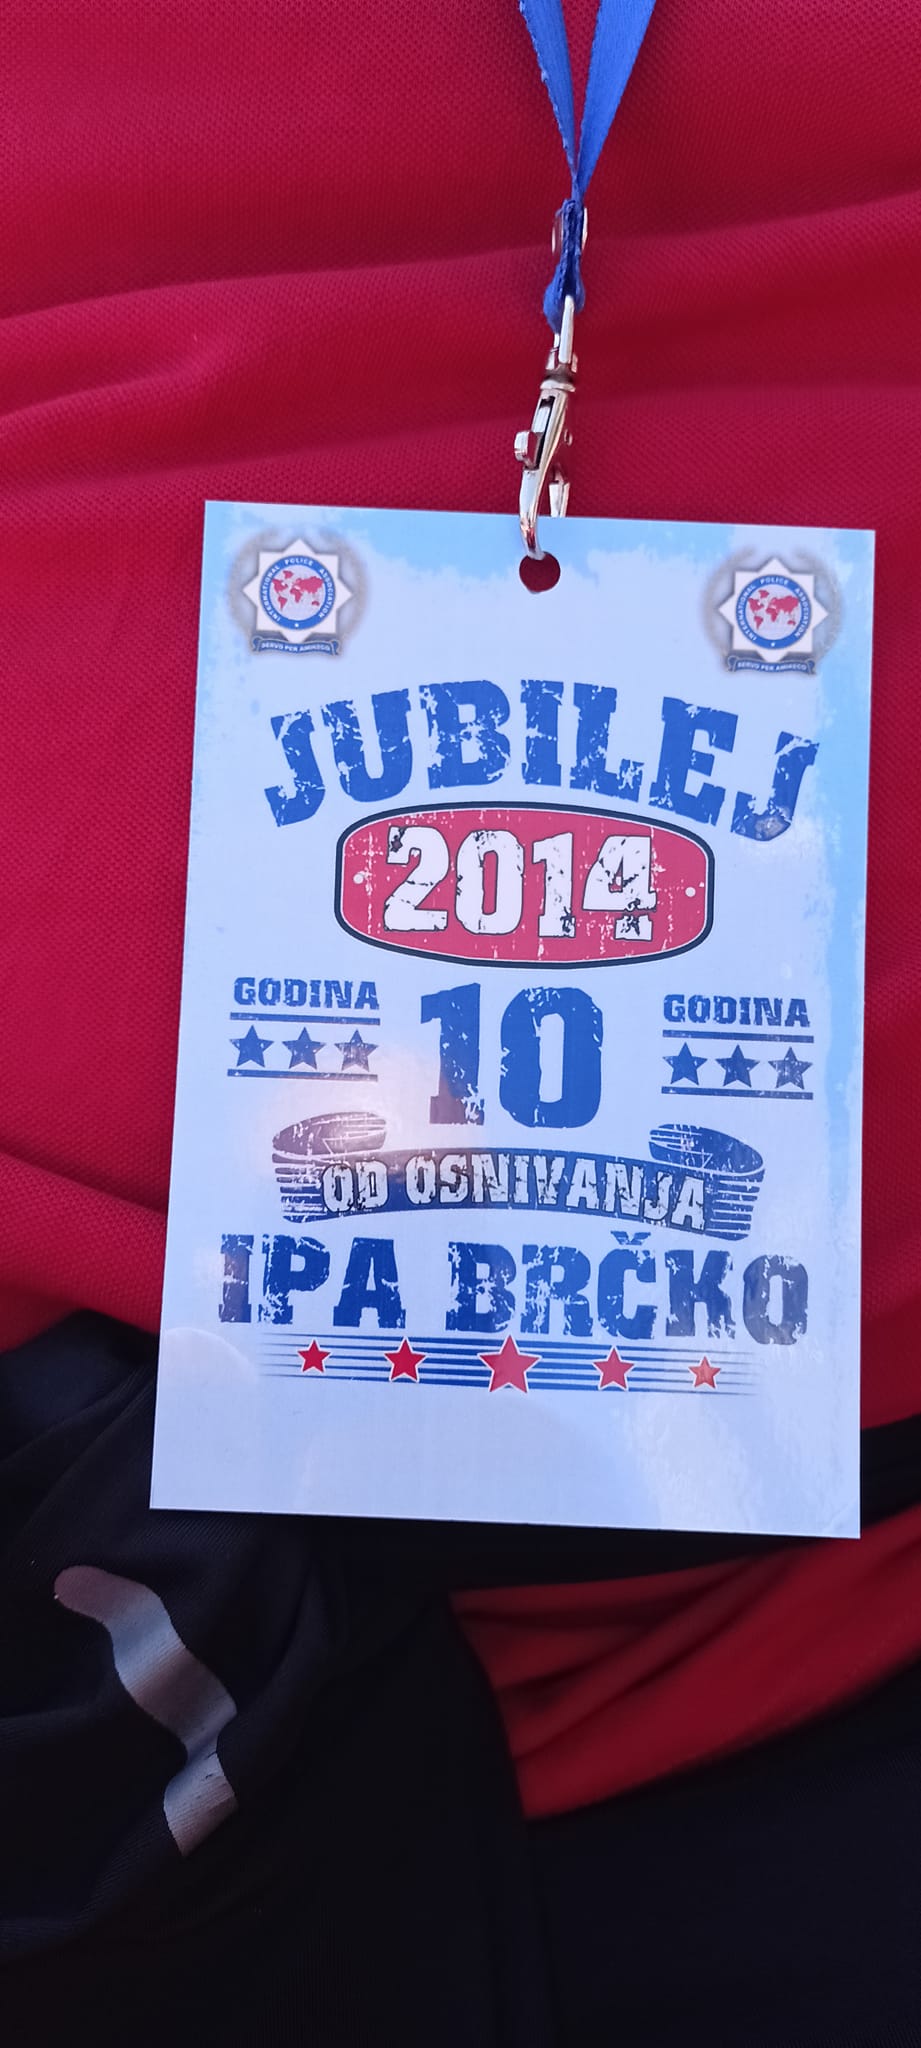 INTERNATIONAL POLICE ASSOCIATION
SERVO PER AMIKECO
INTERNATIONAL POLICE ASSOCIATION
SERVO PER AMIKECO
JUBILEJ
2014
GODINA 10 GODINA
OD OSNIVANJA
IPA BRČKO